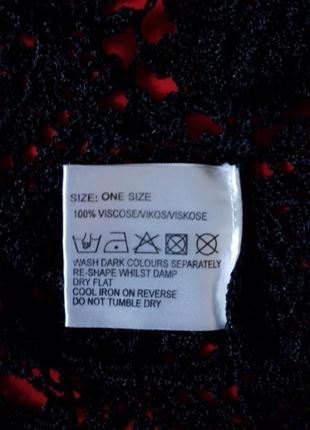 SIZE: ONE SIZE
100% VISCOSE/VIKOS/VISKOSE
WASH DARK COLOURS SEPARATELY
RE-SHAPE WHILST DAMP
DRY FLAT
COOL IRON ON REVERSE
DO NOT TUMBLE DRY